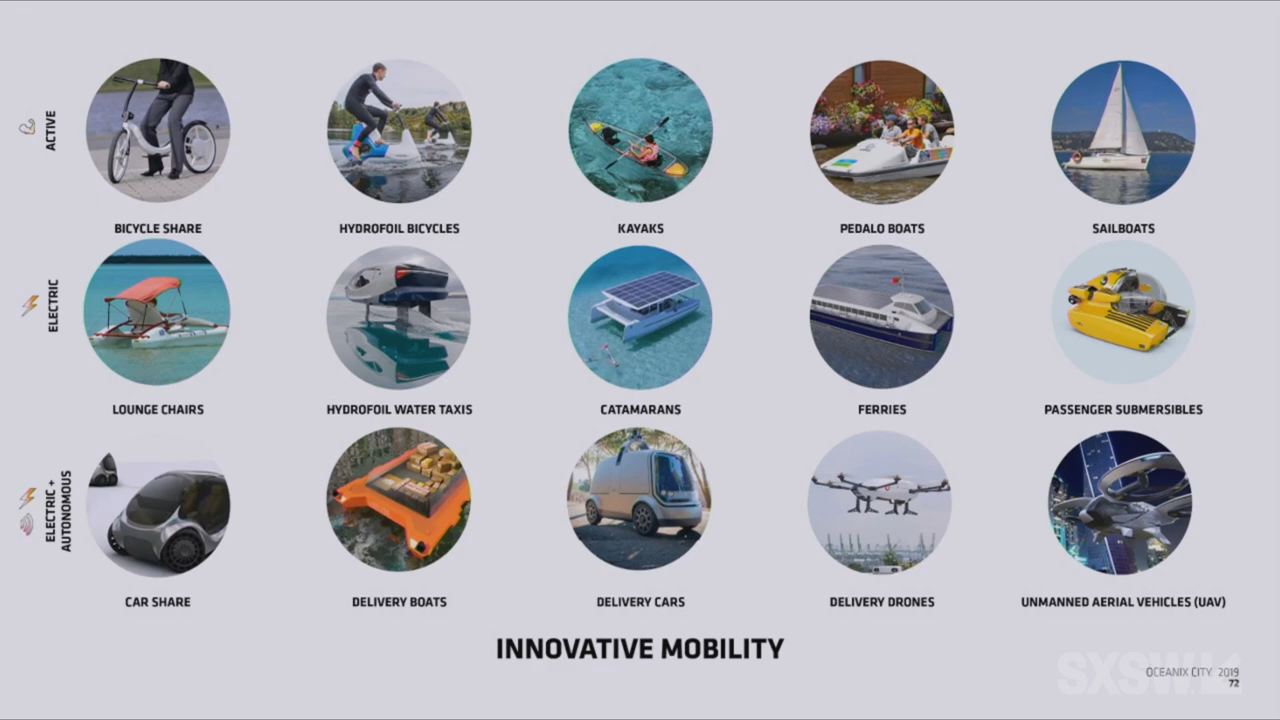 ACTIVE
BICYCLE SHARE
HYDROFOIL BICYCLES
KAYAKS
PEDALO BOATS
SAILBOATS
ELECTRIC
LOUNGE CHAIRS
HYDROFOIL WATER TAXIS
CATAMARANS
FERRIES
PASSENGER SUBMERSIBLES
ELECTRIC +
AUTONOMOUS
CAR SHARE
DELIVERY BOATS
DELIVERY CARS
DELIVERY DRONES
UNMANNED AERIAL VEHICLES (UAV)
INNOVATIVE MOBILITY
SXSW
OCEANIX CITY 2019
72